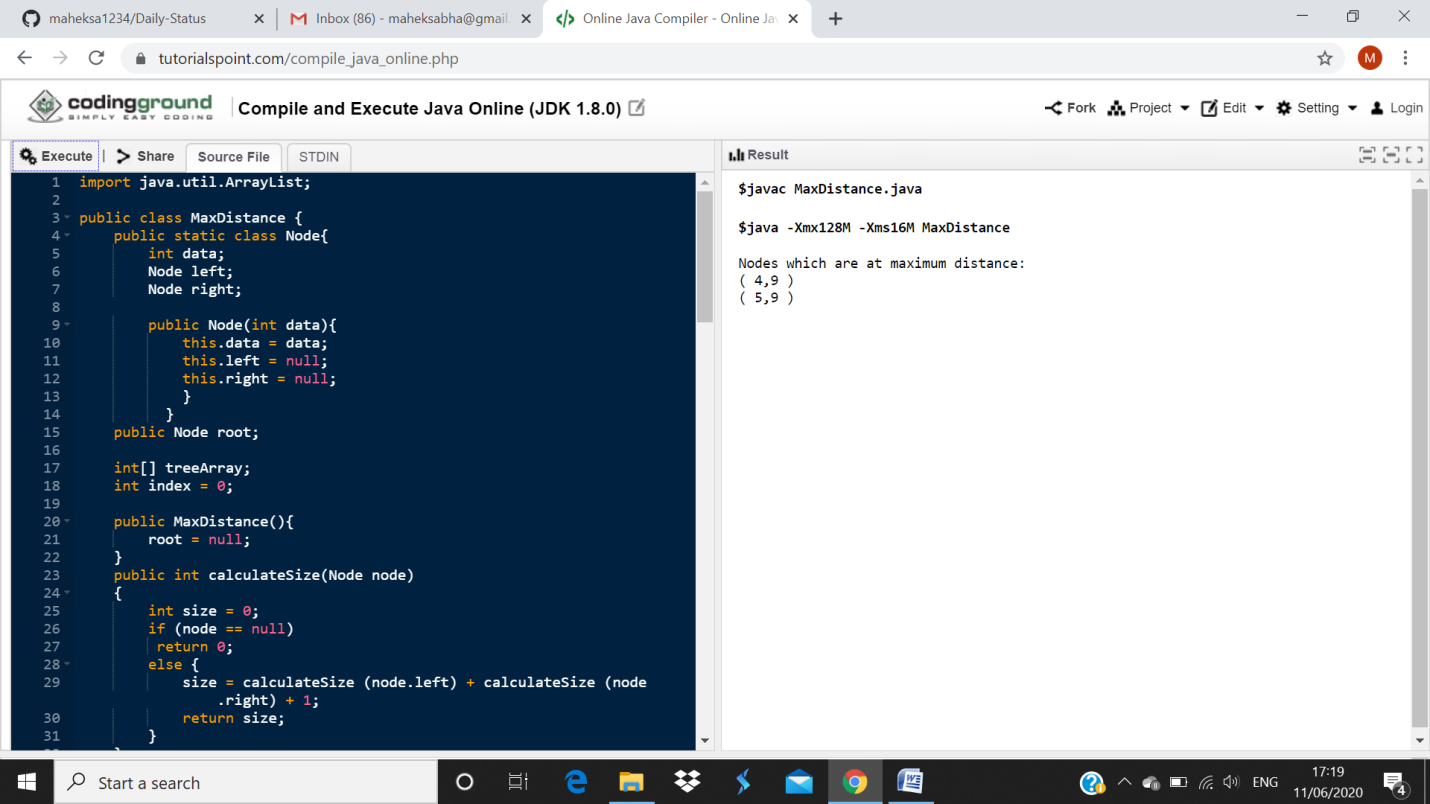 maheksa1234/Daily-Status
Inbox (86) - maheksabha@gmail.
Online Java Compiler - Online Jav
tutorialspoint.com/compile_java_online.php
M
codingground
SIMPLY EASY CODING
Compile and Execute Java Online (JDK 1.8.0)
Fork Project Edit Setting Login
Execute | Share Source File STDIN
1 import java.util.ArrayList;
2
3 public class MaxDistance {
4 public static class Node{
5 int data;
6 Node left;
7 Node right;
8
9 public Node(int data){
10 this.data = data;
11 this.left = null;
12 this.right = null;
13 }
14 }
15 public Node root;
16
17 int[] treeArray;
18 int index = 0;
19
20 public MaxDistance(){
21 root = null;
22 }
23 public int calculateSize(Node node)
24 {
25 int size = 0;
26 if (node == null)
27 return 0;
28 else {
29 size = calculateSize (node.left) + calculateSize (node
.right) + 1;
30 return size;
31 }
Result
$javac MaxDistance.java
$java -Xmx128M -Xms16M MaxDistance
Nodes which are at maximum distance:
( 4,9 )
( 5,9 )
Start a search
ENG
17:19
11/06/2020
4